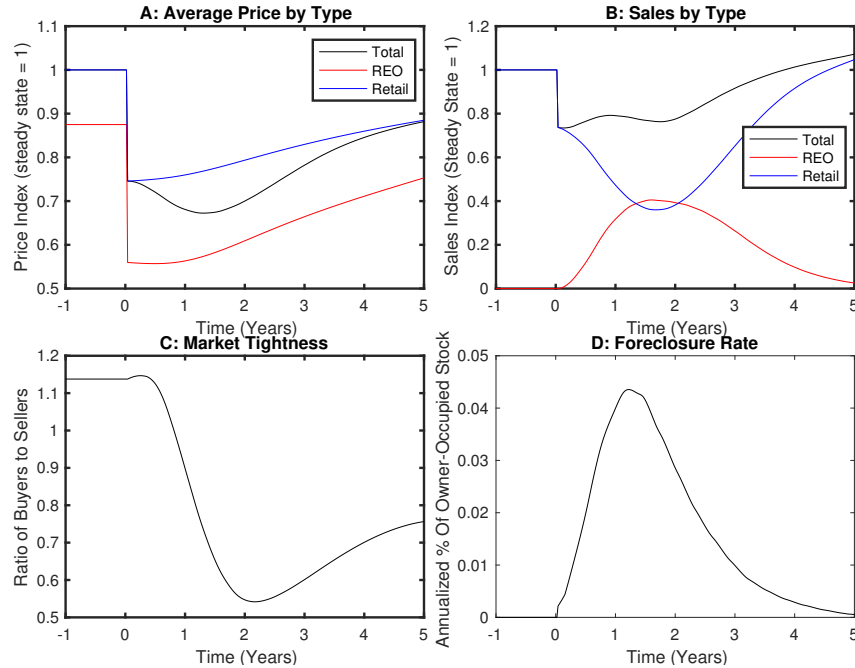 A: Average Price by Type
Price Index (steady state = 1)
1.1
1
0.9
0.8
0.7
0.6
0.5
Total
REO
Retail
-1 0 1 2 3 4 5
Time (Years)
B: Sales by Type
Sales Index (Steady State = 1)
1.2
1
0.8
0.6
0.4
0.2
0
Total
REO
Retail
-1 0 1 2 3 4 5
Time (Years)
C: Market Tightness
Ratio of Buyers to Sellers
1.2
1.1
1
0.9
0.8
0.7
0.6
0.5
-1 0 1 2 3 4 5
Time (Years)
D: Foreclosure Rate
Annualized % Of Owner-Occupied Stock
0.05
0.04
0.03
0.02
0.01
0
-1 0 1 2 3 4 5
Time (Years)